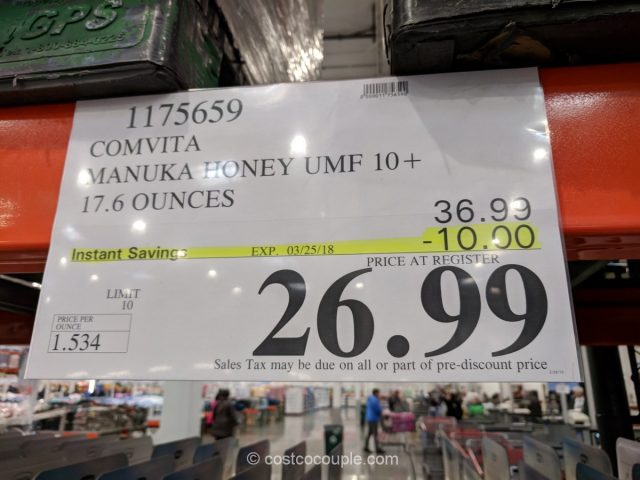 GPS
1175659
COMVITA
MANUKA HONEY UMF 10+
17.6 OUNCES
36.99
Instant Savings EXP. 03/25/18 -10.00
PRICE AT REGISTER
26.99
LIMIT
10
PRICE PER
OUNCE
1.534
Sales Tax may be due on all or part of pre-discount price
© costcocouple.com